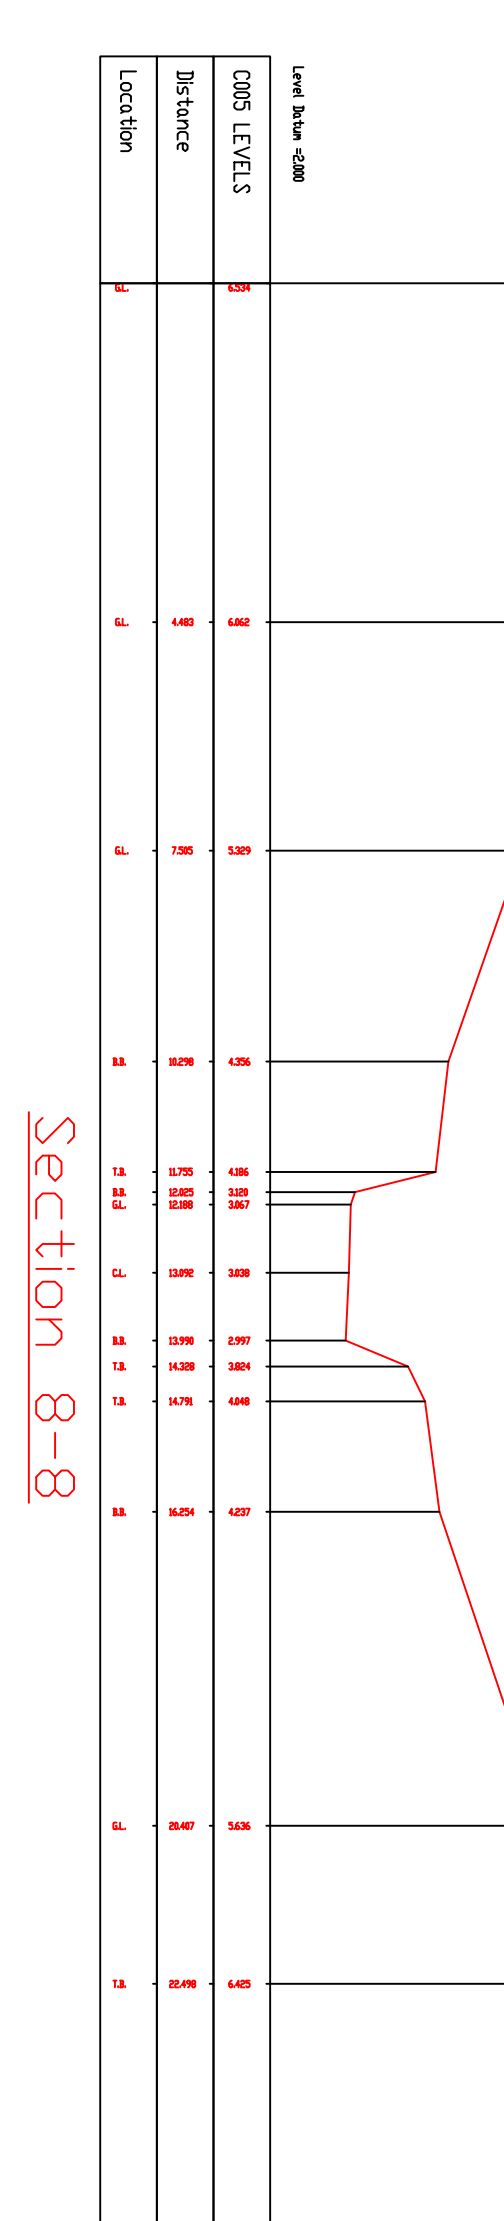 Level Datum =2.000
C005 LEVELS 6.534 6.062 5.329 4.356 4.186 3.120 3.067 3.038 2.997 3.824 4.048 4.237 5.636 6.425
Distance 4.483 7.505 10.298 11.755 12.025 12.188 13.092 13.990 14.328 14.791 16.254 20.407 22.498
Location G.L. G.L. G.L. B.B. T.B. B.B. G.L. C.L. B.B. T.B. T.B. B.B. G.L. T.B.
Section 8-8